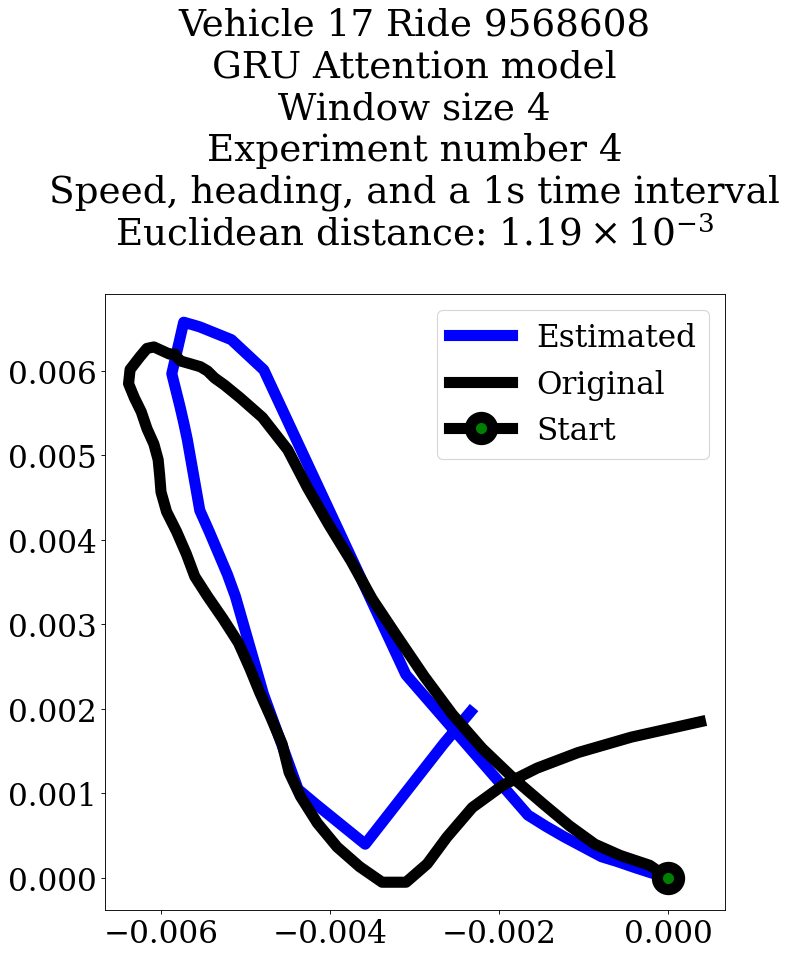 Vehicle 17 Ride 9568608
GRU Attention model
Window size 4
Experiment number 4
Speed, heading, and a 1s time interval
Euclidean distance: 1.19 × 10⁻³
Estimated
Original
Start
0.006
0.005
0.004
0.003
0.002
0.001
0.000
−0.006 −0.004 −0.002 0.000